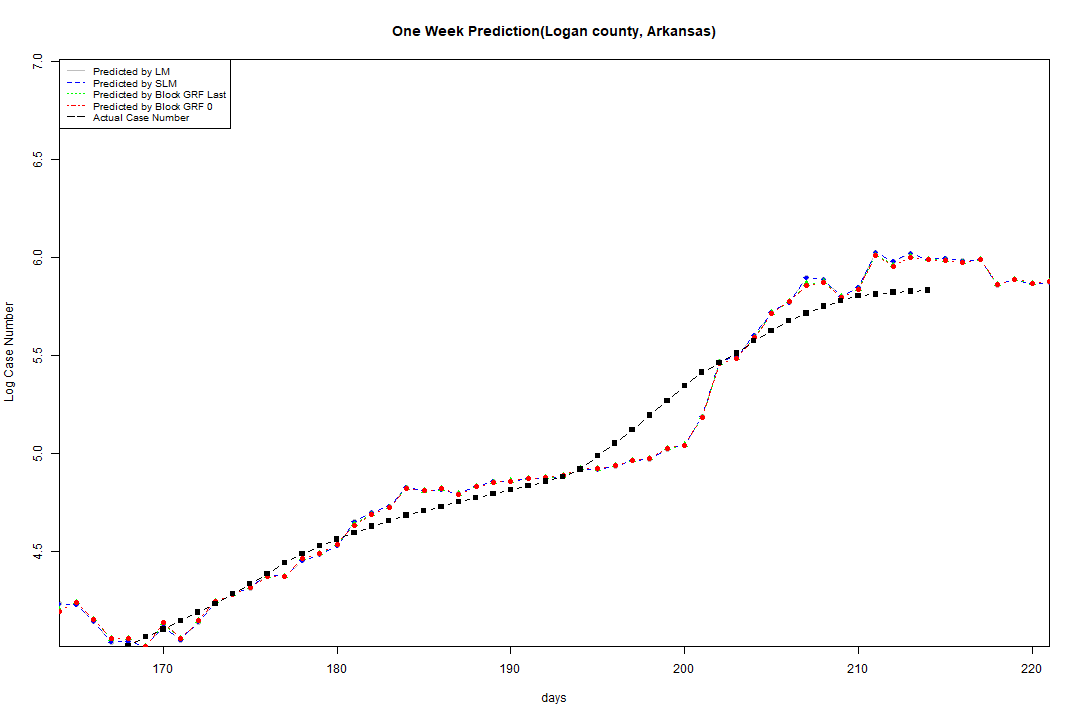 One Week Prediction(Logan county, Arkansas)
Predicted by LM
Predicted by SLM
Predicted by Block GRF Last
Predicted by Block GRF 0
Actual Case Number
7.0
6.5
6.0
5.5
5.0
4.5
Log Case Number
170 180 190 200 210 220
days